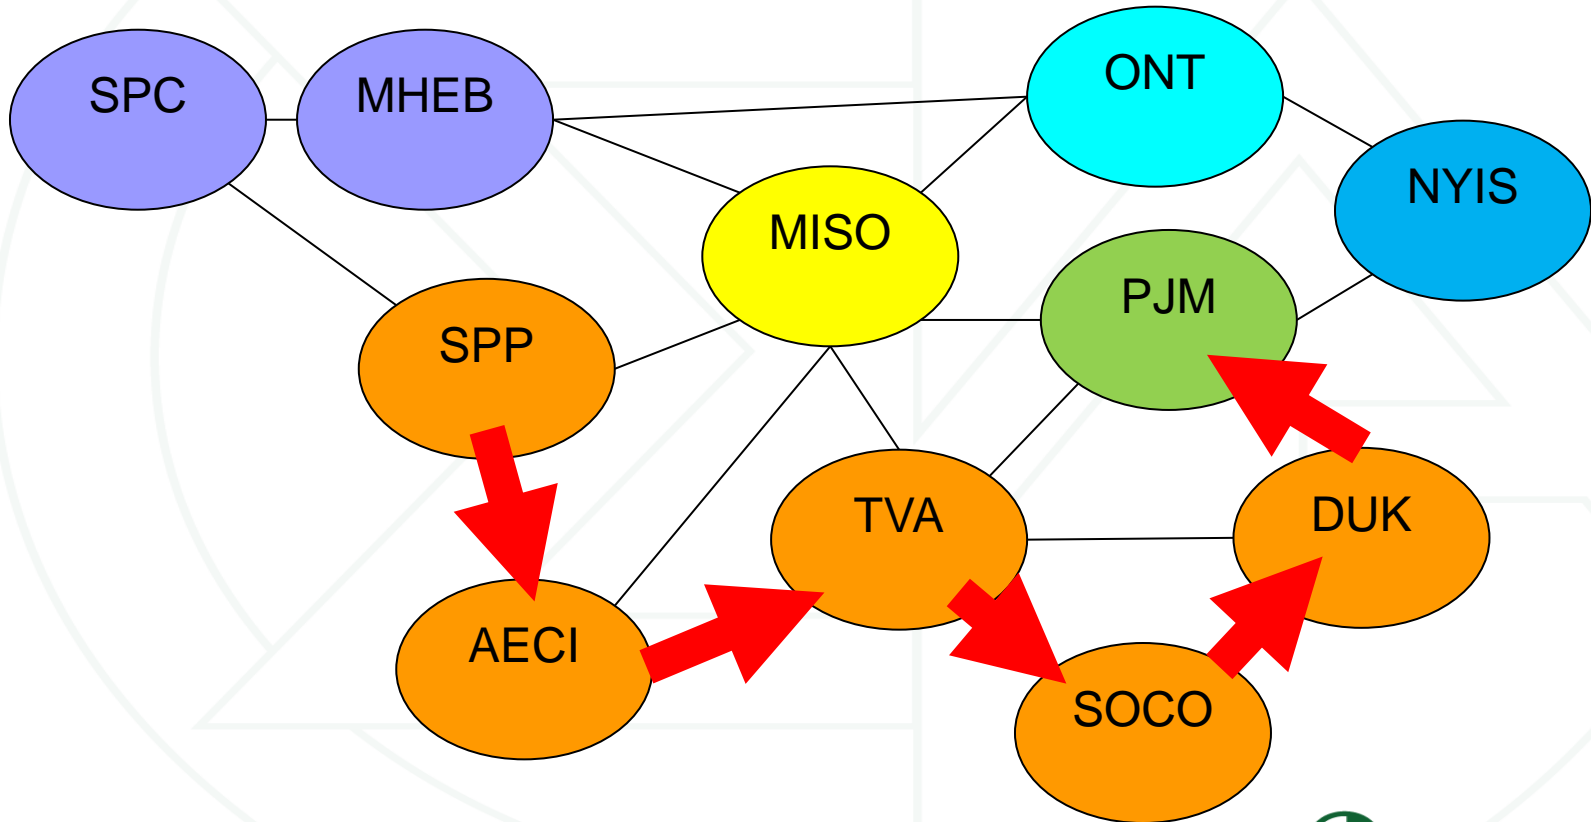 SPC
MHEB
ONT
NYIS
MISO
PJM
SPP
TVA
DUK
AECI
SOCO